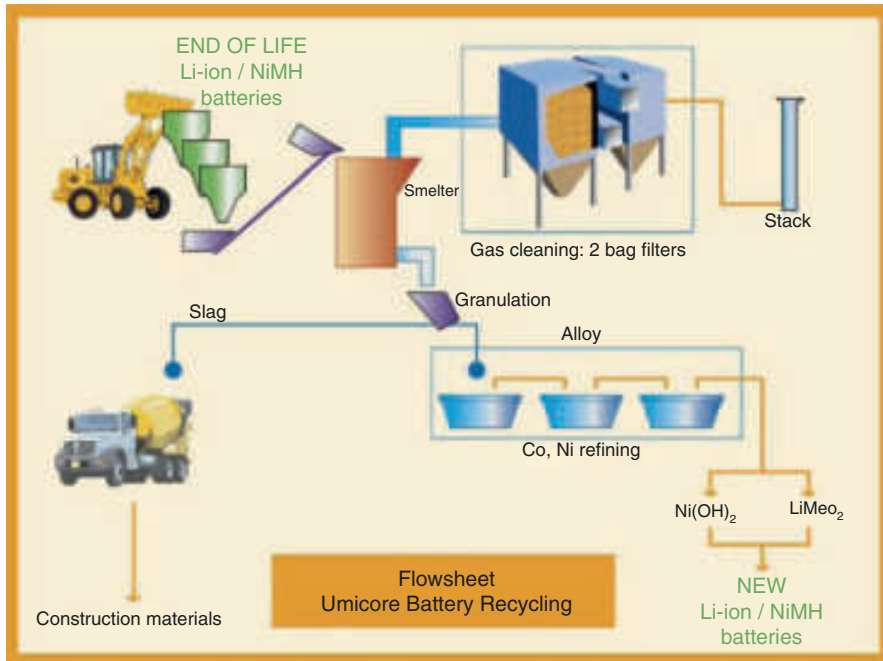 END OF LIFE
Li-ion / NiMH
batteries
Smelter
Gas cleaning: 2 bag filters
Stack
Granulation
Slag
Alloy
Co, Ni refining
Ni(OH)₂
LiMeo₂
Flowsheet
Umicore Battery Recycling
NEW
Li-ion / NiMH
batteries
Construction materials